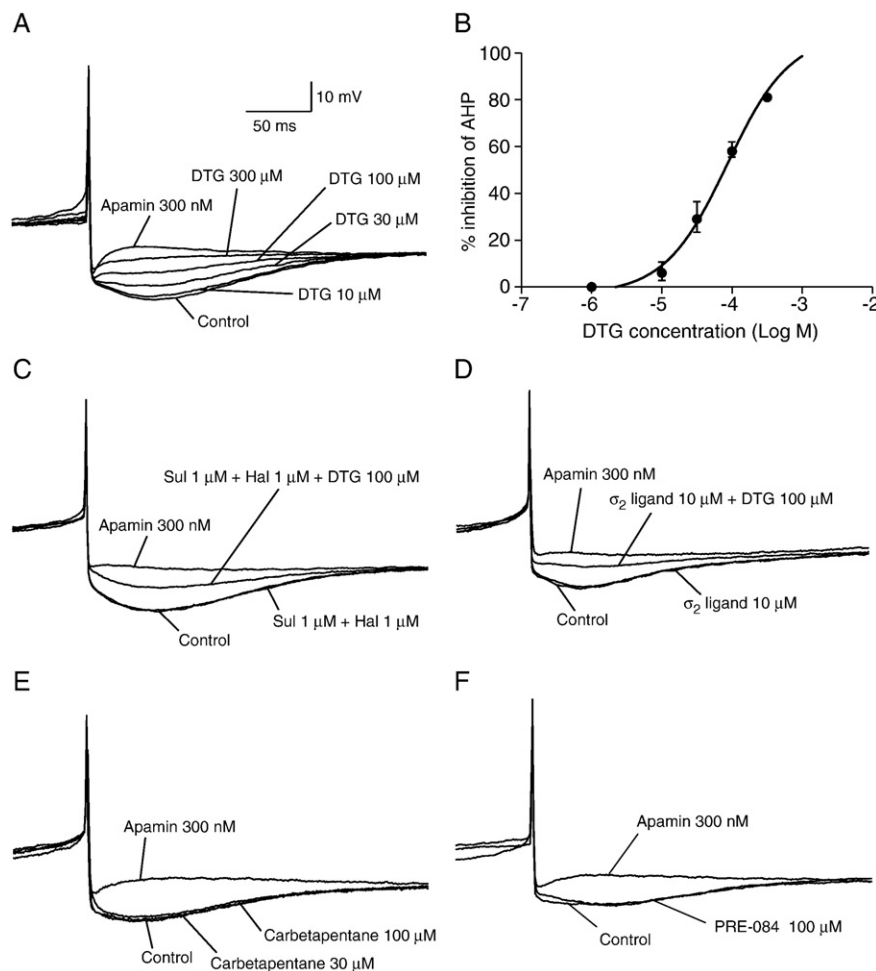 A
10 mV
50 ms
DTG 300 µM
DTG 100 µM
Apamin 300 nM
DTG 30 µM
DTG 10 µM
Control
B
100
80
60
40
20
0
% inhibition of AHP
-7
-6
-5
-4
-3
-2
DTG concentration (Log M)
C
Sul 1 µM + Hal 1 µM + DTG 100 µM
Apamin 300 nM
Sul 1 µM + Hal 1 µM
Control
D
Apamin 300 nM
σ₂ ligand 10 µM + DTG 100 µM
σ₂ ligand 10 µM
Control
E
Apamin 300 nM
Carbetapentane 100 µM
Control
Carbetapentane 30 µM
F
Apamin 300 nM
PRE-084 100 µM
Control